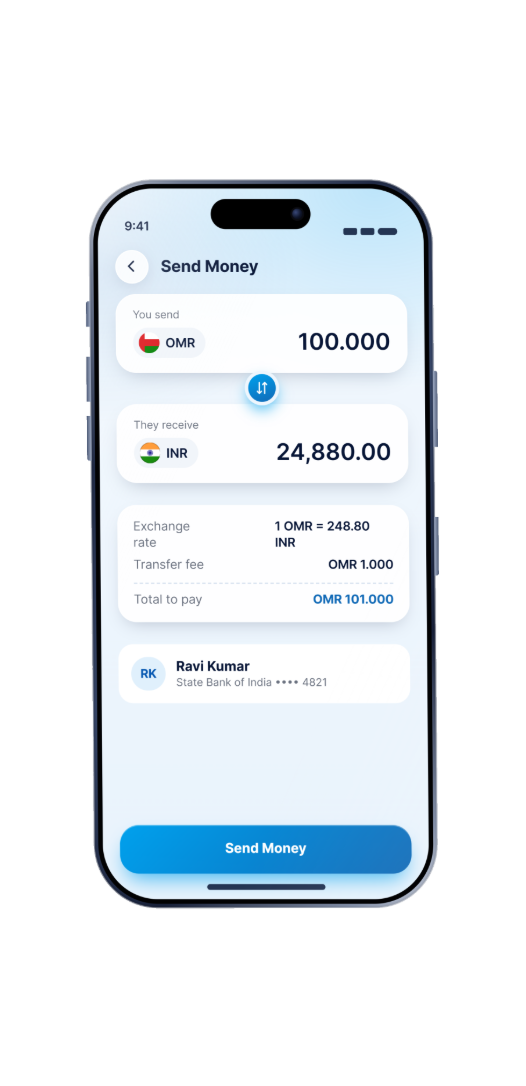 9:41
Send Money
You send
OMR
100.000
They receive
INR
24,880.00
Exchange
rate
1 OMR = 248.80
INR
Transfer fee
OMR 1.000
Total to pay
OMR 101.000
RK
Ravi Kumar
State Bank of India •••• 4821
Send Money